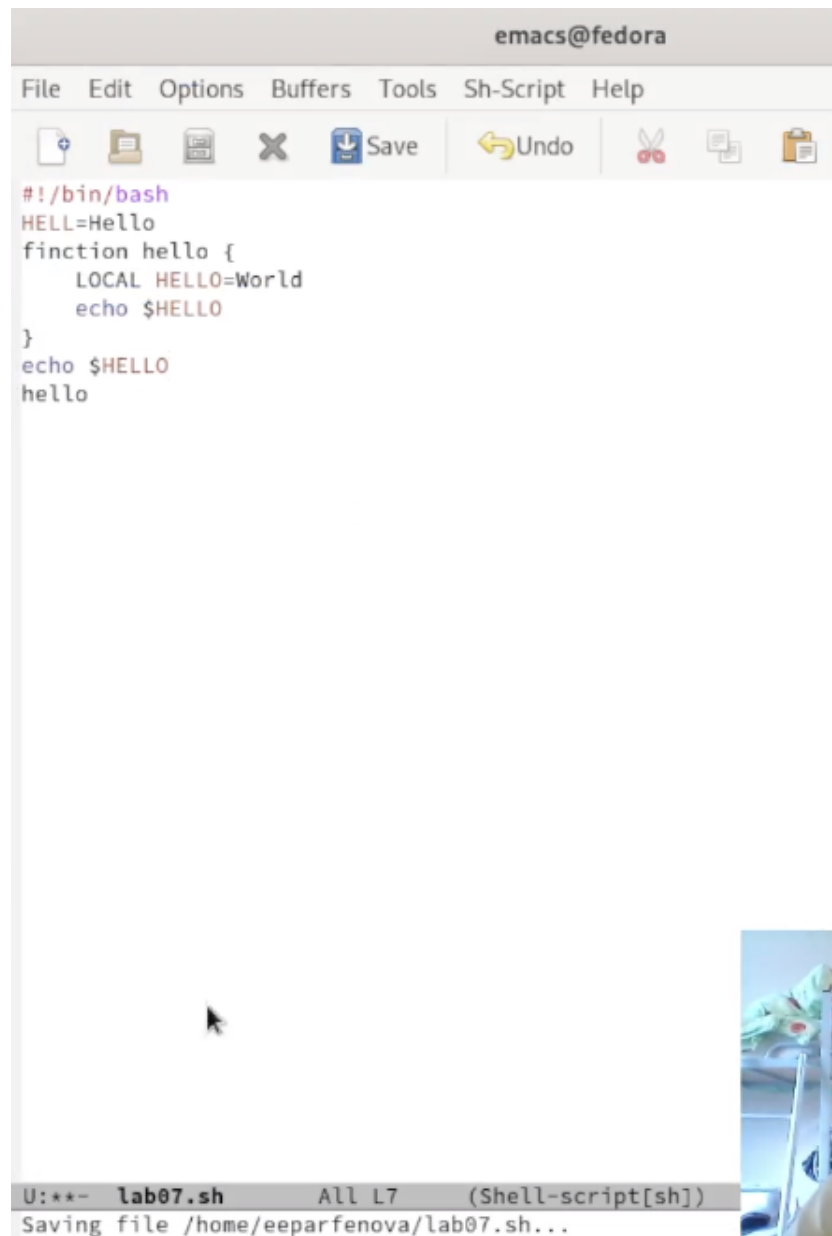 emacs@fedora
File Edit Options Buffers Tools Sh-Script Help
Save Undo
#!/bin/bash
HELL=Hello
finction hello {
    LOCAL HELLO=World
    echo $HELLO
}
echo $HELLO
hello
U:**- lab07.sh All L7 (Shell-script[sh])
Saving file /home/eeparfenova/lab07.sh...